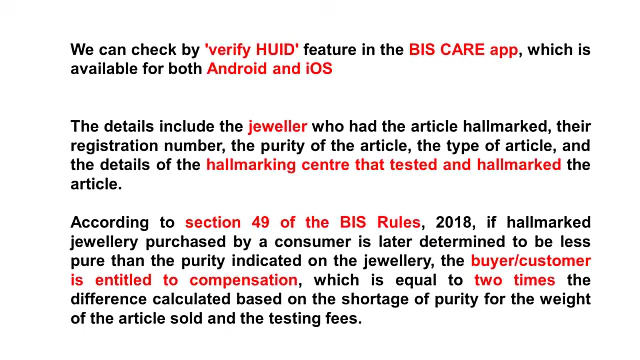 We can check by 'verify HUID' feature in the BIS CARE app, which is
available for both Android and iOS
The details include the jeweller who had the article hallmarked, their
registration number, the purity of the article, the type of article, and
the details of the hallmarking centre that tested and hallmarked the
article.
According to section 49 of the BIS Rules, 2018, if hallmarked
jewellery purchased by a consumer is later determined to be less
pure than the purity indicated on the jewellery, the buyer/customer
is entitled to compensation, which is equal to two times the
difference calculated based on the shortage of purity for the weight
of the article sold and the testing fees.